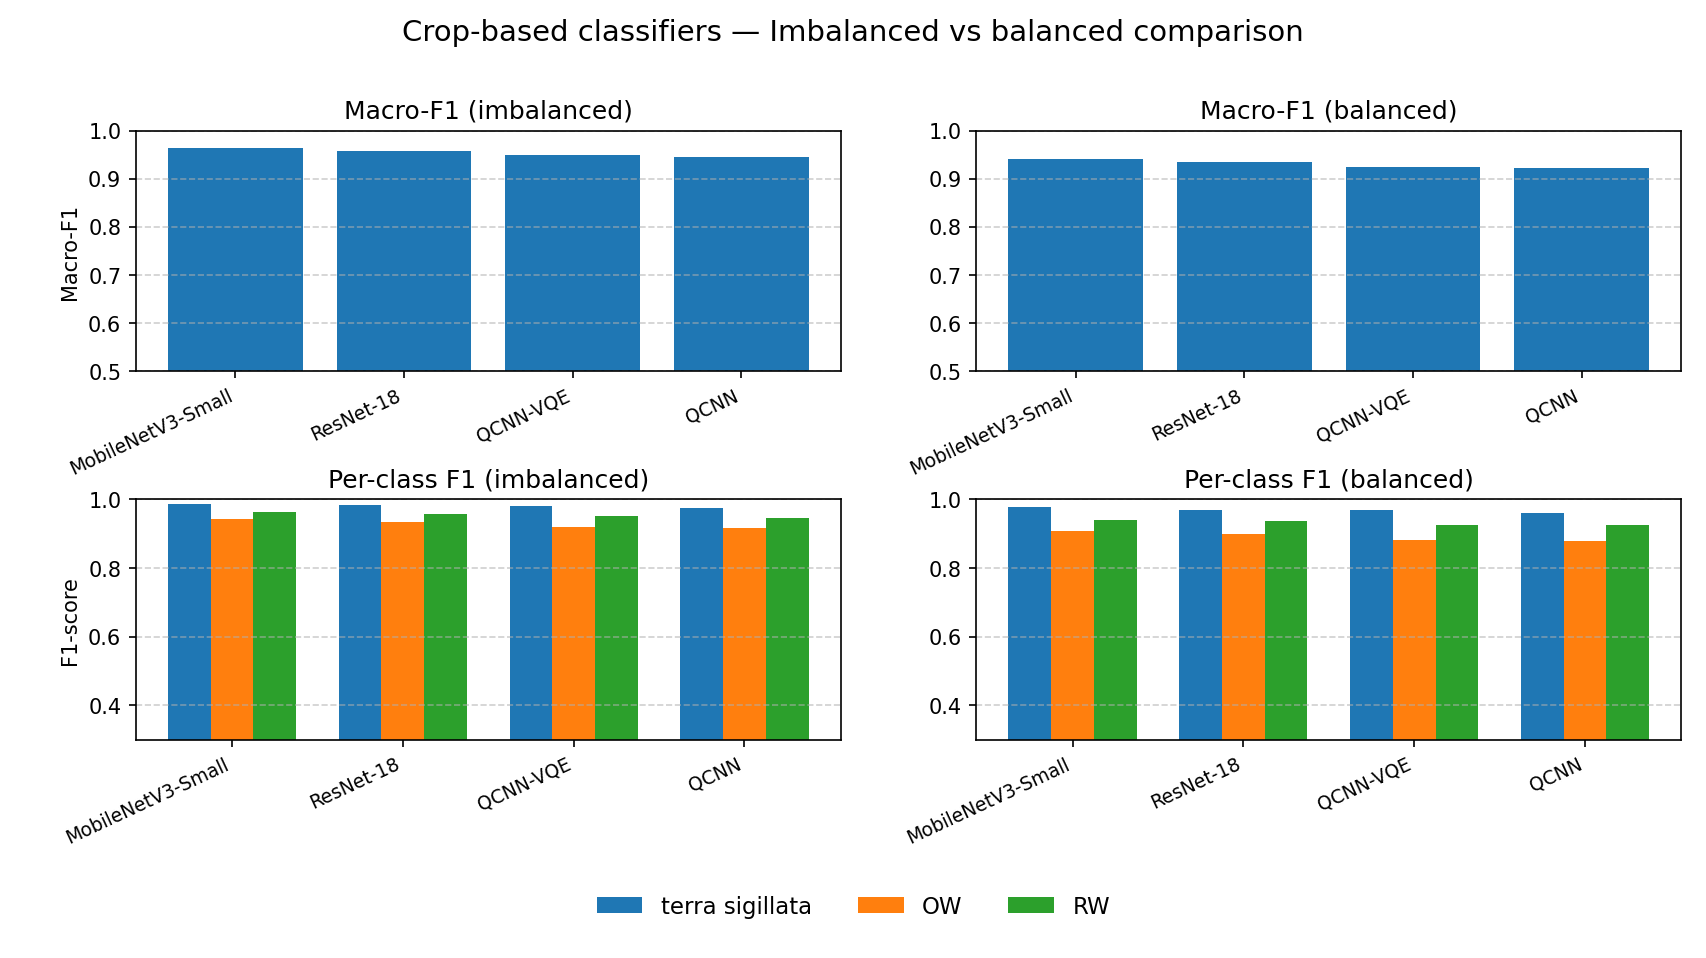 Crop-based classifiers — Imbalanced vs balanced comparison
Macro-F1 (imbalanced)
Macro-F1
1.0
0.9
0.8
0.7
0.6
0.5
MobileNetV3-Small
ResNet-18
QCNN-VQE
QCNN
Macro-F1 (balanced)
1.0
0.9
0.8
0.7
0.6
0.5
MobileNetV3-Small
ResNet-18
QCNN-VQE
QCNN
Per-class F1 (imbalanced)
F1-score
1.0
0.8
0.6
0.4
MobileNetV3-Small
ResNet-18
QCNN-VQE
QCNN
Per-class F1 (balanced)
1.0
0.8
0.6
0.4
MobileNetV3-Small
ResNet-18
QCNN-VQE
QCNN
terra sigillata
OW
RW